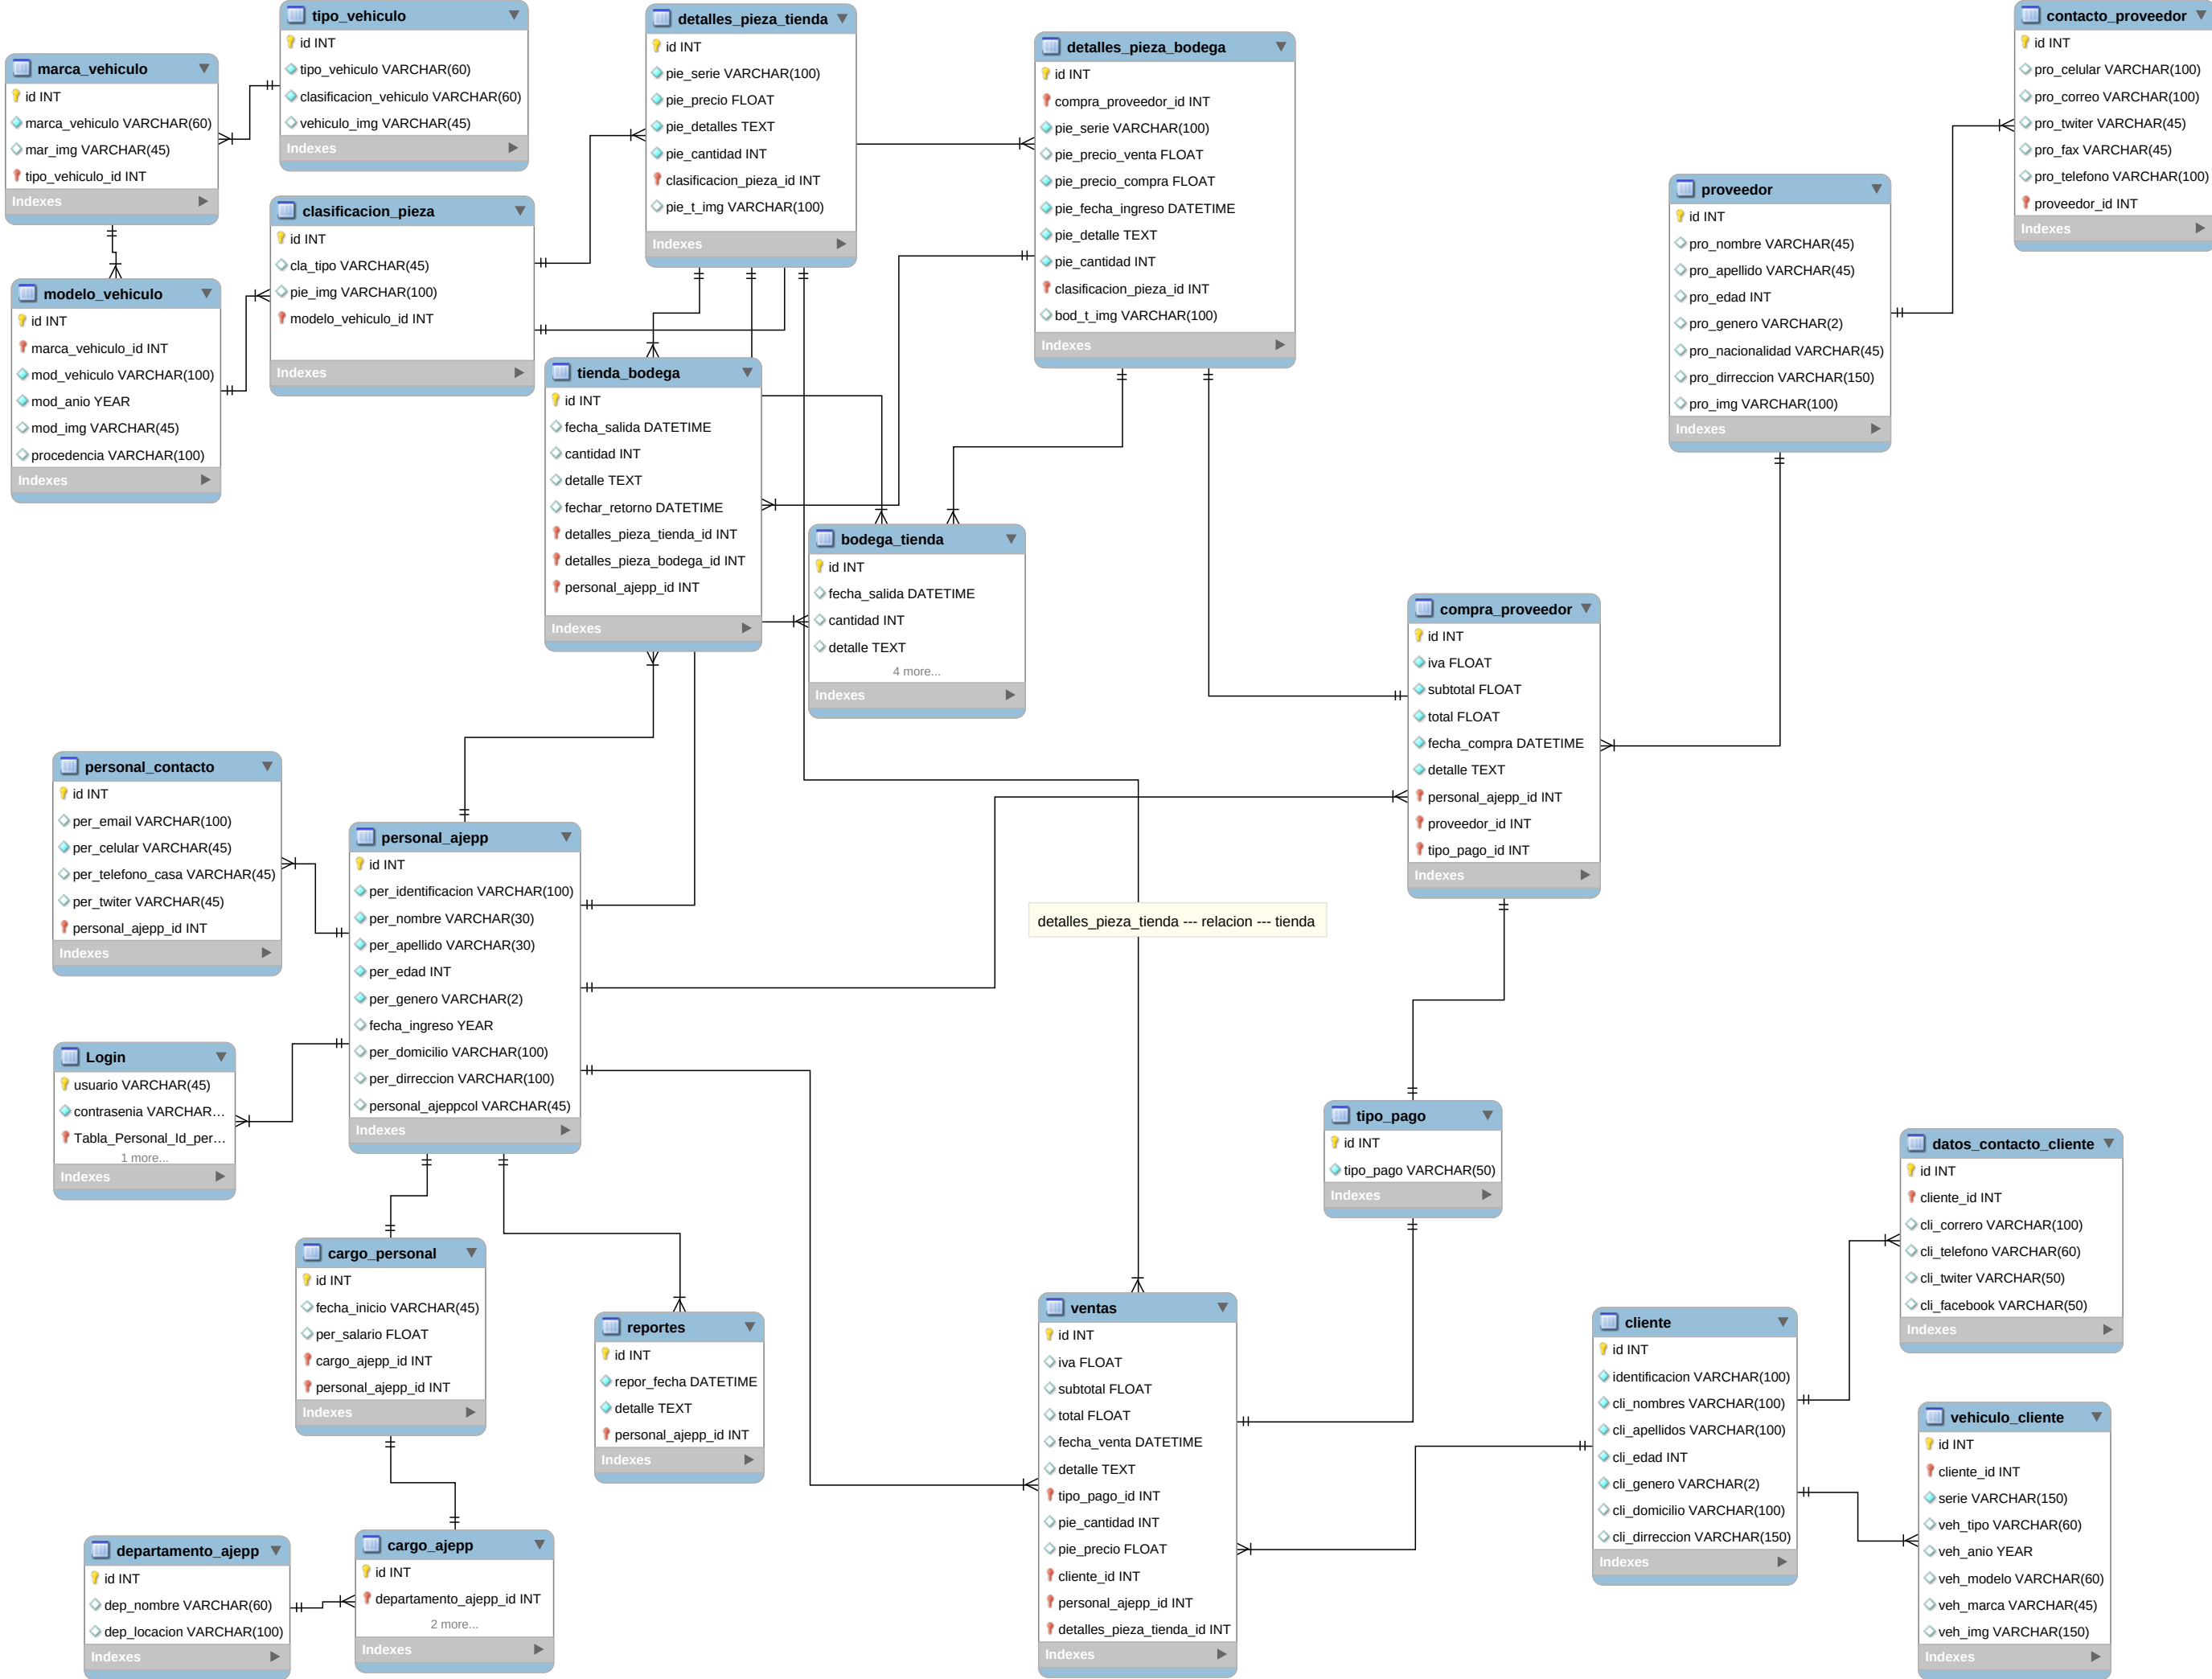 tipo_vehiculo
id INT
tipo_vehiculo VARCHAR(60)
clasificacion_vehiculo VARCHAR(60)
vehiculo_img VARCHAR(45)
Indexes
marca_vehiculo
id INT
marca_vehiculo VARCHAR(60)
mar_img VARCHAR(45)
tipo_vehiculo_id INT
Indexes
detalles_pieza_tienda
id INT
pie_serie VARCHAR(100)
pie_precio FLOAT
pie_detalles TEXT
pie_cantidad INT
clasificacion_pieza_id INT
pie_t_img VARCHAR(100)
Indexes
detalles_pieza_bodega
id INT
compra_proveedor_id INT
pie_serie VARCHAR(100)
pie_precio_venta FLOAT
pie_precio_compra FLOAT
pie_fecha_ingreso DATETIME
pie_detalle TEXT
pie_cantidad INT
clasificacion_pieza_id INT
bod_t_img VARCHAR(100)
Indexes
contacto_proveedor
id INT
pro_celular VARCHAR(100)
pro_correo VARCHAR(100)
pro_twiter VARCHAR(45)
pro_fax VARCHAR(45)
pro_telefono VARCHAR(100)
proveedor_id INT
Indexes
proveedor
id INT
pro_nombre VARCHAR(45)
pro_apellido VARCHAR(45)
pro_edad INT
pro_genero VARCHAR(2)
pro_nacionalidad VARCHAR(45)
pro_dirreccion VARCHAR(150)
pro_img VARCHAR(100)
Indexes
clasificacion_pieza
id INT
cla_tipo VARCHAR(45)
pie_img VARCHAR(100)
modelo_vehiculo_id INT
Indexes
modelo_vehiculo
id INT
marca_vehiculo_id INT
mod_vehiculo VARCHAR(100)
mod_anio YEAR
mod_img VARCHAR(45)
procedencia VARCHAR(100)
Indexes
tienda_bodega
id INT
fecha_salida DATETIME
cantidad INT
detalle TEXT
fechar_retorno DATETIME
detalles_pieza_tienda_id INT
detalles_pieza_bodega_id INT
personal_ajepp_id INT
Indexes
bodega_tienda
id INT
fecha_salida DATETIME
cantidad INT
detalle TEXT
4 more...
Indexes
compra_proveedor
id INT
iva FLOAT
subtotal FLOAT
total FLOAT
fecha_compra DATETIME
detalle TEXT
personal_ajepp_id INT
proveedor_id INT
tipo_pago_id INT
Indexes
personal_contacto
id INT
per_email VARCHAR(100)
per_celular VARCHAR(45)
per_telefono_casa VARCHAR(45)
per_twiter VARCHAR(45)
personal_ajepp_id INT
Indexes
personal_ajepp
id INT
per_identificacion VARCHAR(100)
per_nombre VARCHAR(30)
per_apellido VARCHAR(30)
per_edad INT
per_genero VARCHAR(2)
fecha_ingreso YEAR
per_domicilio VARCHAR(100)
per_dirreccion VARCHAR(100)
personal_ajeppcol VARCHAR(45)
Indexes
detalles_pieza_tienda --- relacion --- tienda
Login
usuario VARCHAR(45)
contrasenia VARCHAR...
Tabla_Personal_Id_per...
1 more...
Indexes
tipo_pago
id INT
tipo_pago VARCHAR(50)
Indexes
datos_contacto_cliente
id INT
cliente_id INT
cli_correro VARCHAR(100)
cli_telefono VARCHAR(60)
cli_twiter VARCHAR(50)
cli_facebook VARCHAR(50)
Indexes
cargo_personal
id INT
fecha_inicio VARCHAR(45)
per_salario FLOAT
cargo_ajepp_id INT
personal_ajepp_id INT
Indexes
reportes
id INT
repor_fecha DATETIME
detalle TEXT
personal_ajepp_id INT
Indexes
ventas
id INT
iva FLOAT
subtotal FLOAT
total FLOAT
fecha_venta DATETIME
detalle TEXT
tipo_pago_id INT
pie_cantidad INT
pie_precio FLOAT
cliente_id INT
personal_ajepp_id INT
detalles_pieza_tienda_id INT
Indexes
cliente
id INT
identificacion VARCHAR(100)
cli_nombres VARCHAR(100)
cli_apellidos VARCHAR(100)
cli_edad INT
cli_genero VARCHAR(2)
cli_domicilio VARCHAR(100)
cli_dirreccion VARCHAR(150)
Indexes
vehiculo_cliente
id INT
cliente_id INT
serie VARCHAR(150)
veh_tipo VARCHAR(60)
veh_anio YEAR
veh_modelo VARCHAR(60)
veh_marca VARCHAR(45)
veh_img VARCHAR(150)
Indexes
departamento_ajepp
id INT
dep_nombre VARCHAR(60)
dep_locacion VARCHAR(100)
Indexes
cargo_ajepp
id INT
departamento_ajepp_id INT
2 more...
Indexes